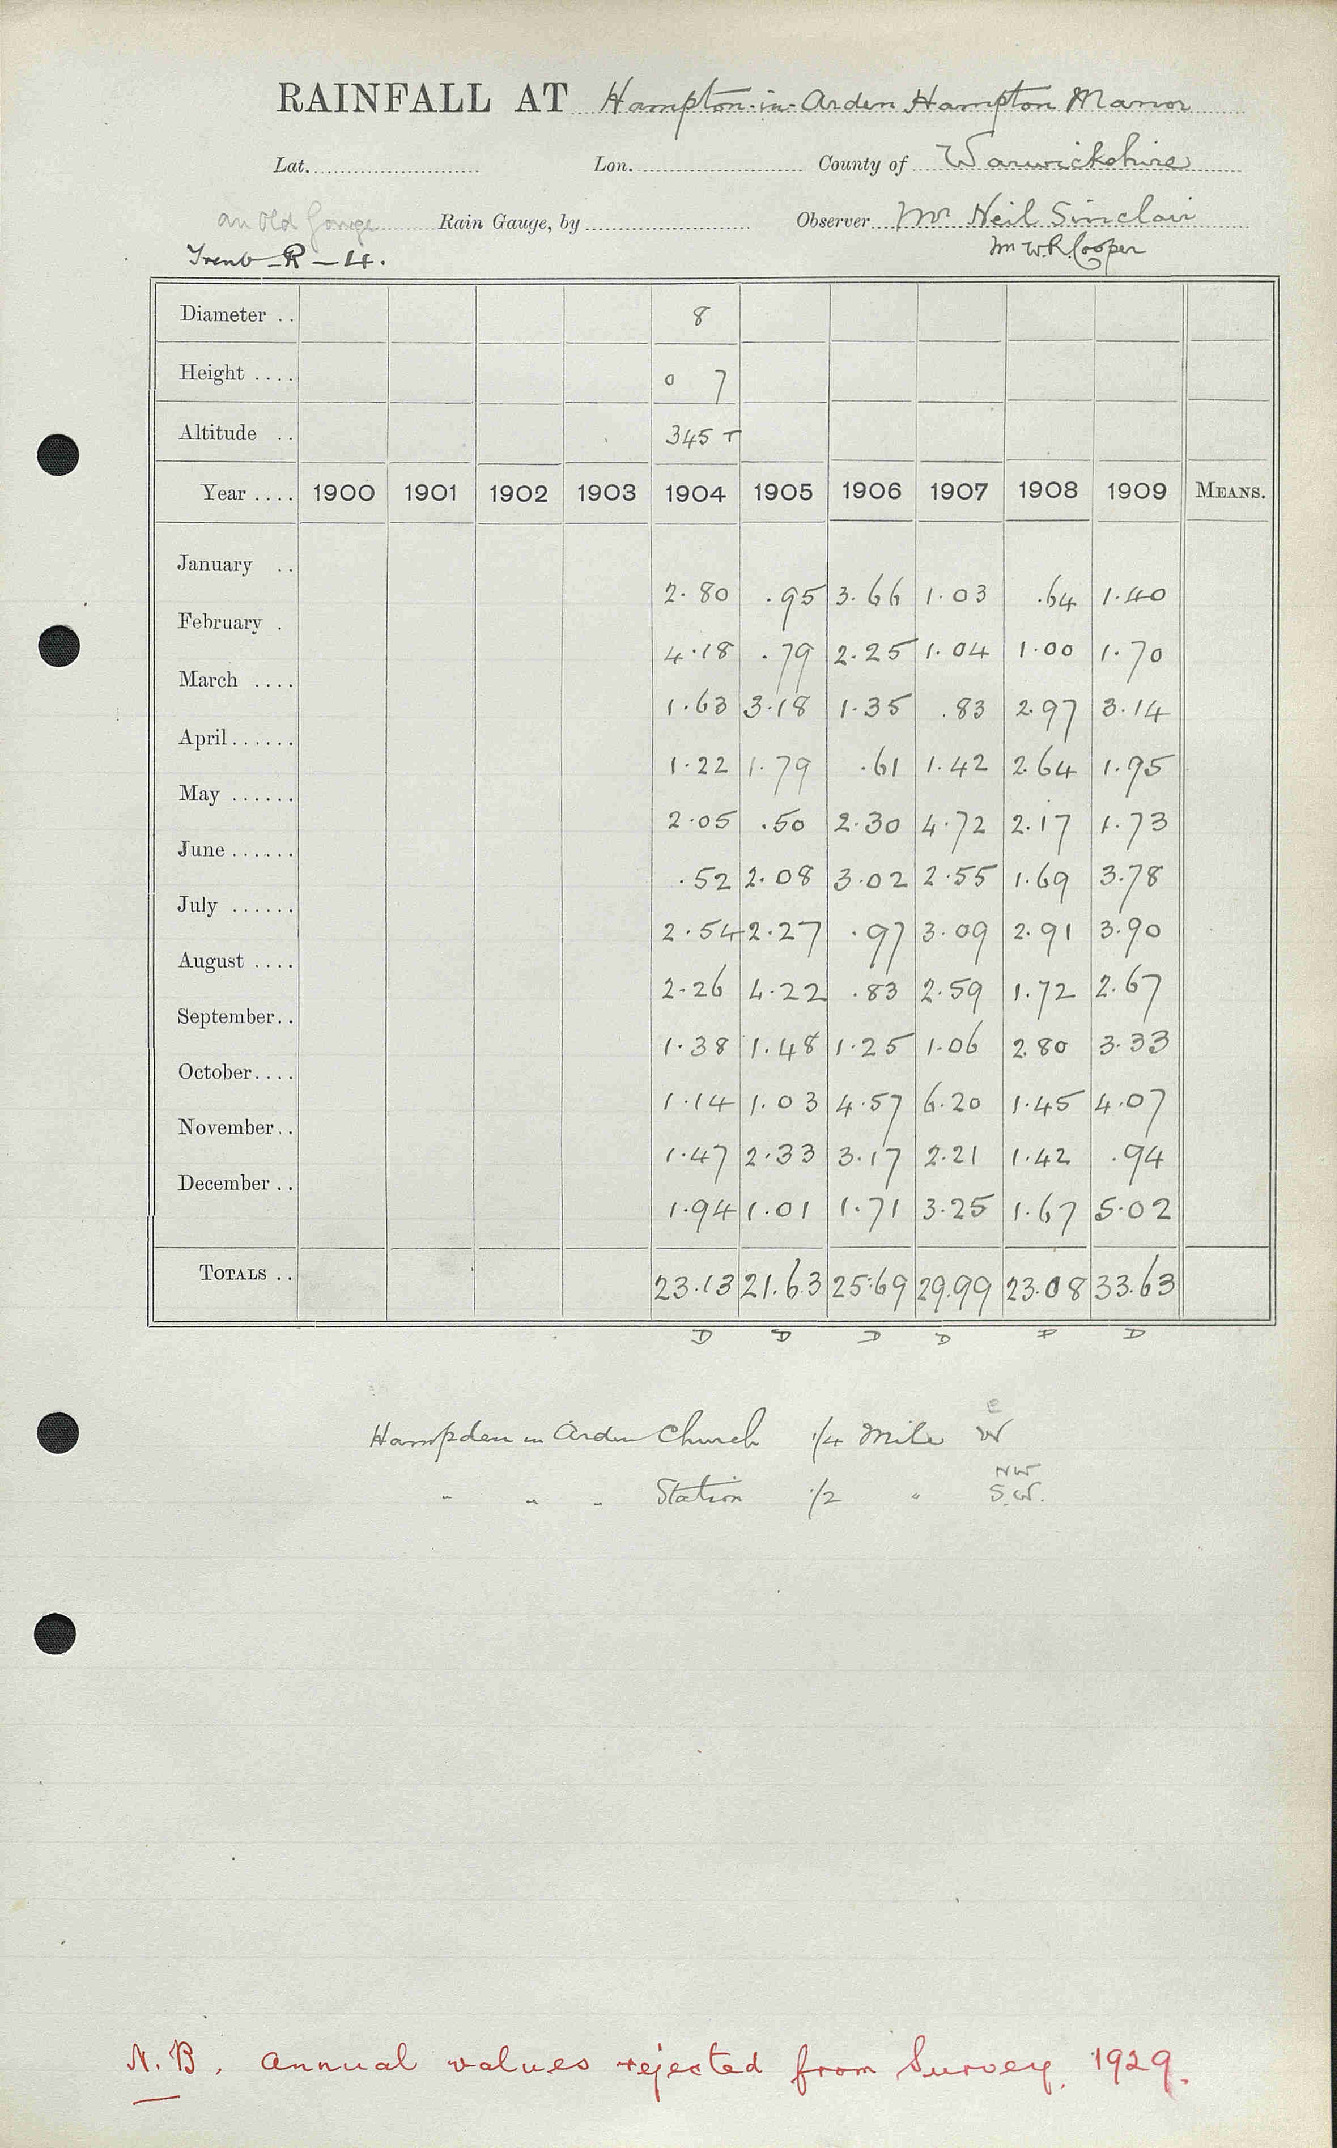 RAINFALL AT Hampton-in-Arden Hampton Manor
Lat. Lon. County of Warwickshire
an Old Gauge Rain Gauge, by Observer Mr Neil Sinclair
Trent - R - 4. Mr W.R. Cooper
Diameter .. 8
Height .... 0 7
Altitude .. 345 T
Year .... 1900 1901 1902 1903 1904 1905 1906 1907 1908 1909 MEANS.
January .. 2.80 .95 3.66 1.03 .64 1.40
February . 4.18 .79 2.25 1.04 1.00 1.70
March .... 1.63 3.18 1.35 .83 2.97 3.14
April...... 1.22 1.79 .61 1.42 2.64 1.95
May ...... 2.05 .50 2.30 4.72 2.17 1.73
June...... .52 2.08 3.02 2.55 1.69 3.78
July ...... 2.54 2.27 .97 3.09 2.91 3.90
August .... 2.26 4.22 .83 2.59 1.72 2.67
September.. 1.38 1.48 1.25 1.06 2.80 3.33
October.... 1.14 1.03 4.57 6.20 1.45 4.07
November.. 1.47 2.33 3.17 2.21 1.42 .94
December .. 1.94 1.01 1.71 3.25 1.67 5.02
TOTALS .. 23.13 21.63 25.69 29.99 23.08 33.63
D D D D D D
E
Hampden in Arden Church 1/4 Mile W
NW
" " " Station 1/2 " S.W.
N.B. Annual values rejected from Survey. 1929.